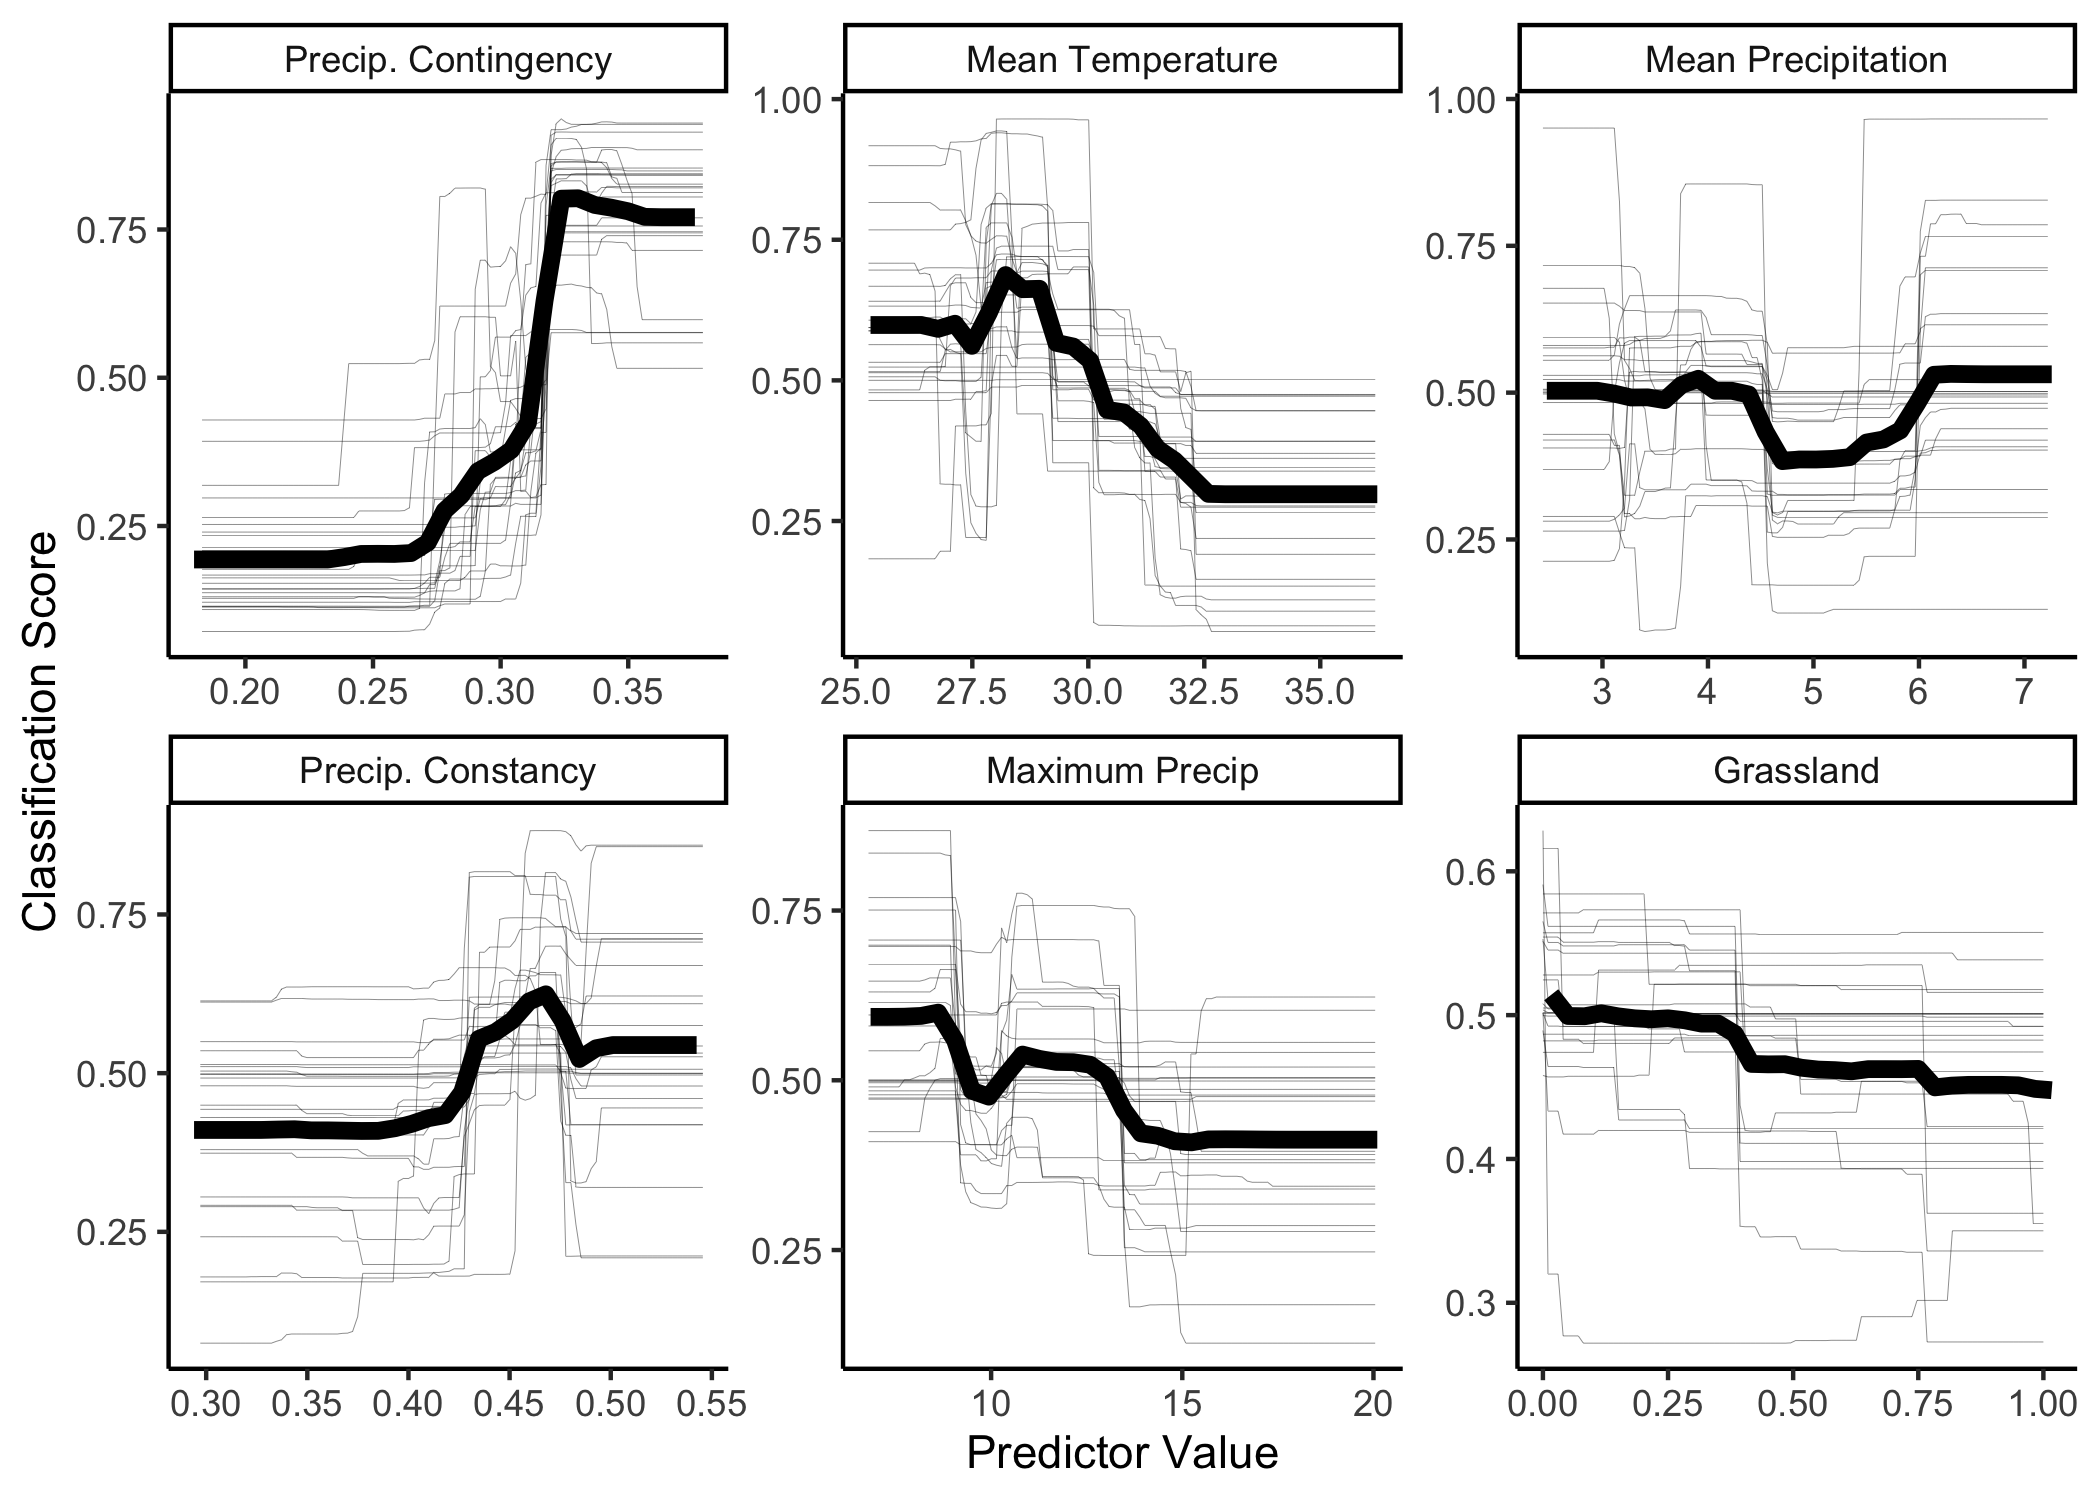 Precip. Contingency
Mean Temperature
Mean Precipitation
Classification Score
0.75
0.50
0.25
0.20 0.25 0.30 0.35
1.00
0.75
0.50
0.25
25.0 27.5 30.0 32.5 35.0
1.00
0.75
0.50
0.25
3 4 5 6 7
Precip. Constancy
Maximum Precip
Grassland
0.75
0.50
0.25
0.30 0.35 0.40 0.45 0.50 0.55
0.75
0.50
0.25
10 15 20
0.6
0.5
0.4
0.3
0.00 0.25 0.50 0.75 1.00
Predictor Value